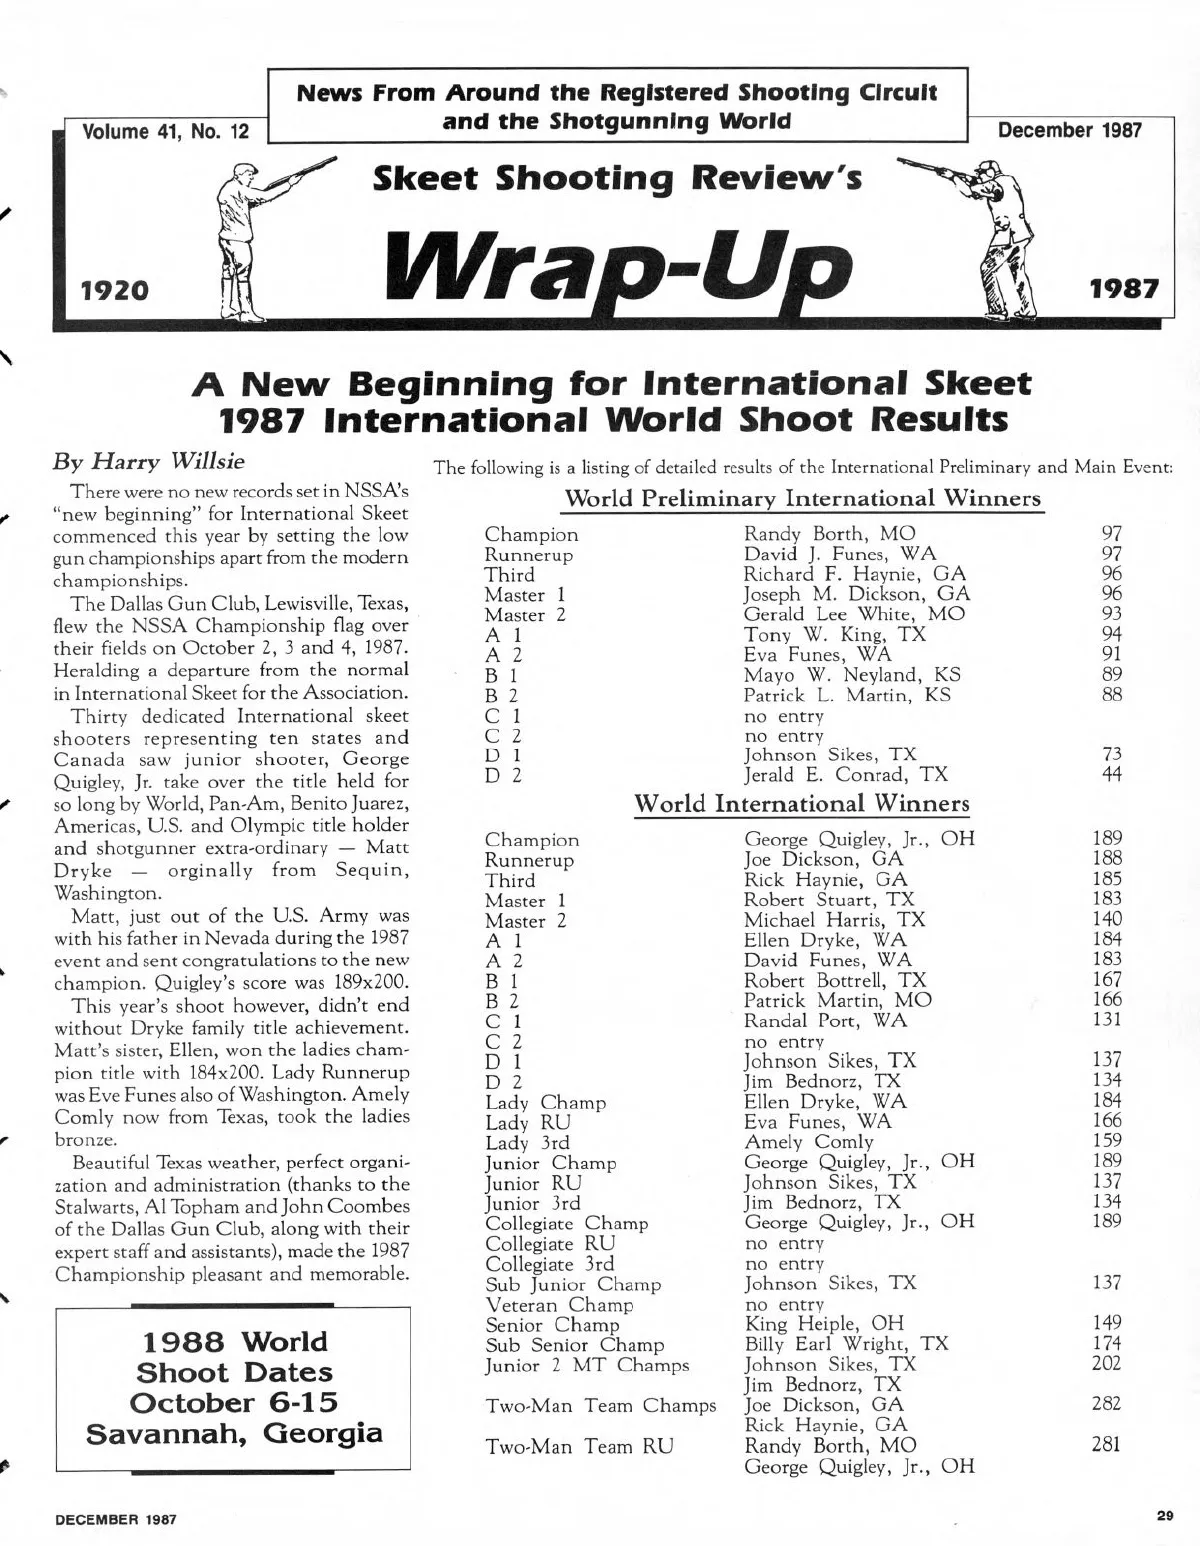 News From Around the Registered Shooting Circuit
and the Shotgunning World
Volume 41, No. 12
December 1987
Skeet Shooting Review's
Wrap-Up
1920
1987
A New Beginning for International Skeet
1987 International World Shoot Results
By Harry Willsie
There were no new records set in NSSA's
"new beginning" for International Skeet
commenced this year by setting the low
gun championships apart from the modern
championships.
The Dallas Gun Club, Lewisville, Texas,
flew the NSSA Championship flag over
their fields on October 2, 3 and 4, 1987.
Heralding a departure from the normal
in International Skeet for the Association.
Thirty dedicated International skeet
shooters representing ten states and
Canada saw junior shooter, George
Quigley, Jr. take over the title held for
so long by World, Pan-Am, Benito Juarez,
Americas, U.S. and Olympic title holder
and shotgunner extra-ordinary — Matt
Dryke — orginally from Sequin,
Washington.
Matt, just out of the U.S. Army was
with his father in Nevada during the 1987
event and sent congratulations to the new
champion. Quigley's score was 189x200.
This year's shoot however, didn't end
without Dryke family title achievement.
Matt's sister, Ellen, won the ladies cham-
pion title with 184x200. Lady Runnerup
was Eve Funes also of Washington. Amely
Comly now from Texas, took the ladies
bronze.
Beautiful Texas weather, perfect organi-
zation and administration (thanks to the
Stalwarts, Al Topham and John Coombes
of the Dallas Gun Club, along with their
expert staff and assistants), made the 1987
Championship pleasant and memorable.
1988 World
Shoot Dates
October 6-15
Savannah, Georgia
The following is a listing of detailed results of the International Preliminary and Main Event:
World Preliminary International Winners
Champion Randy Borth, MO 97
Runnerup David J. Funes, WA 97
Third Richard F. Haynie, GA 96
Master 1 Joseph M. Dickson, GA 96
Master 2 Gerald Lee White, MO 93
A 1 Tony W. King, TX 94
A 2 Eva Funes, WA 91
B 1 Mayo W. Neyland, KS 89
B 2 Patrick L. Martin, KS 88
C 1 no entry
C 2 no entry
D 1 Johnson Sikes, TX 73
D 2 Jerald E. Conrad, TX 44
World International Winners
Champion George Quigley, Jr., OH 189
Runnerup Joe Dickson, GA 188
Third Rick Haynie, GA 185
Master 1 Robert Stuart, TX 183
Master 2 Michael Harris, TX 140
A 1 Ellen Dryke, WA 184
A 2 David Funes, WA 183
B 1 Robert Bottrell, TX 167
B 2 Patrick Martin, MO 166
C 1 Randal Port, WA 131
C 2 no entry
D 1 Johnson Sikes, TX 137
D 2 Jim Bednorz, TX 134
Lady Champ Ellen Dryke, WA 184
Lady RU Eva Funes, WA 166
Lady 3rd Amely Comly 159
Junior Champ George Quigley, Jr., OH 189
Junior RU Johnson Sikes, TX 137
Junior 3rd Jim Bednorz, TX 134
Collegiate Champ George Quigley, Jr., OH 189
Collegiate RU no entry
Collegiate 3rd no entry
Sub Junior Champ Johnson Sikes, TX 137
Veteran Champ no entry
Senior Champ King Heiple, OH 149
Sub Senior Champ Billy Earl Wright, TX 174
Junior 2 MT Champs Johnson Sikes, TX 202
Jim Bednorz, TX
Two-Man Team Champs Joe Dickson, GA 282
Rick Haynie, GA
Two-Man Team RU Randy Borth, MO 281
George Quigley, Jr., OH
DECEMBER 1987
29